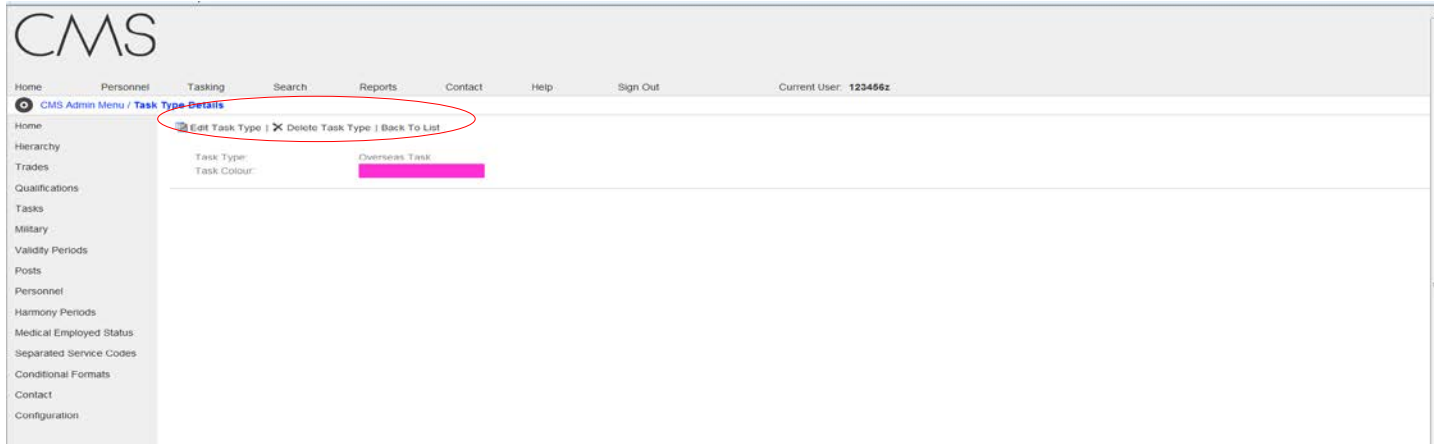 CMS
Home Personnel Tasking Search Reports Contact Help Sign Out Current User: 123456z
CMS Admin Menu / Task Type Details
Home
Edit Task Type | Delete Task Type | Back To List
Hierarchy
Task Type: Overseas Task
Trades
Task Colour:
Qualifications
Tasks
Military
Validity Periods
Posts
Personnel
Harmony Periods
Medical Employed Status
Separated Service Codes
Conditional Formats
Contact
Configuration